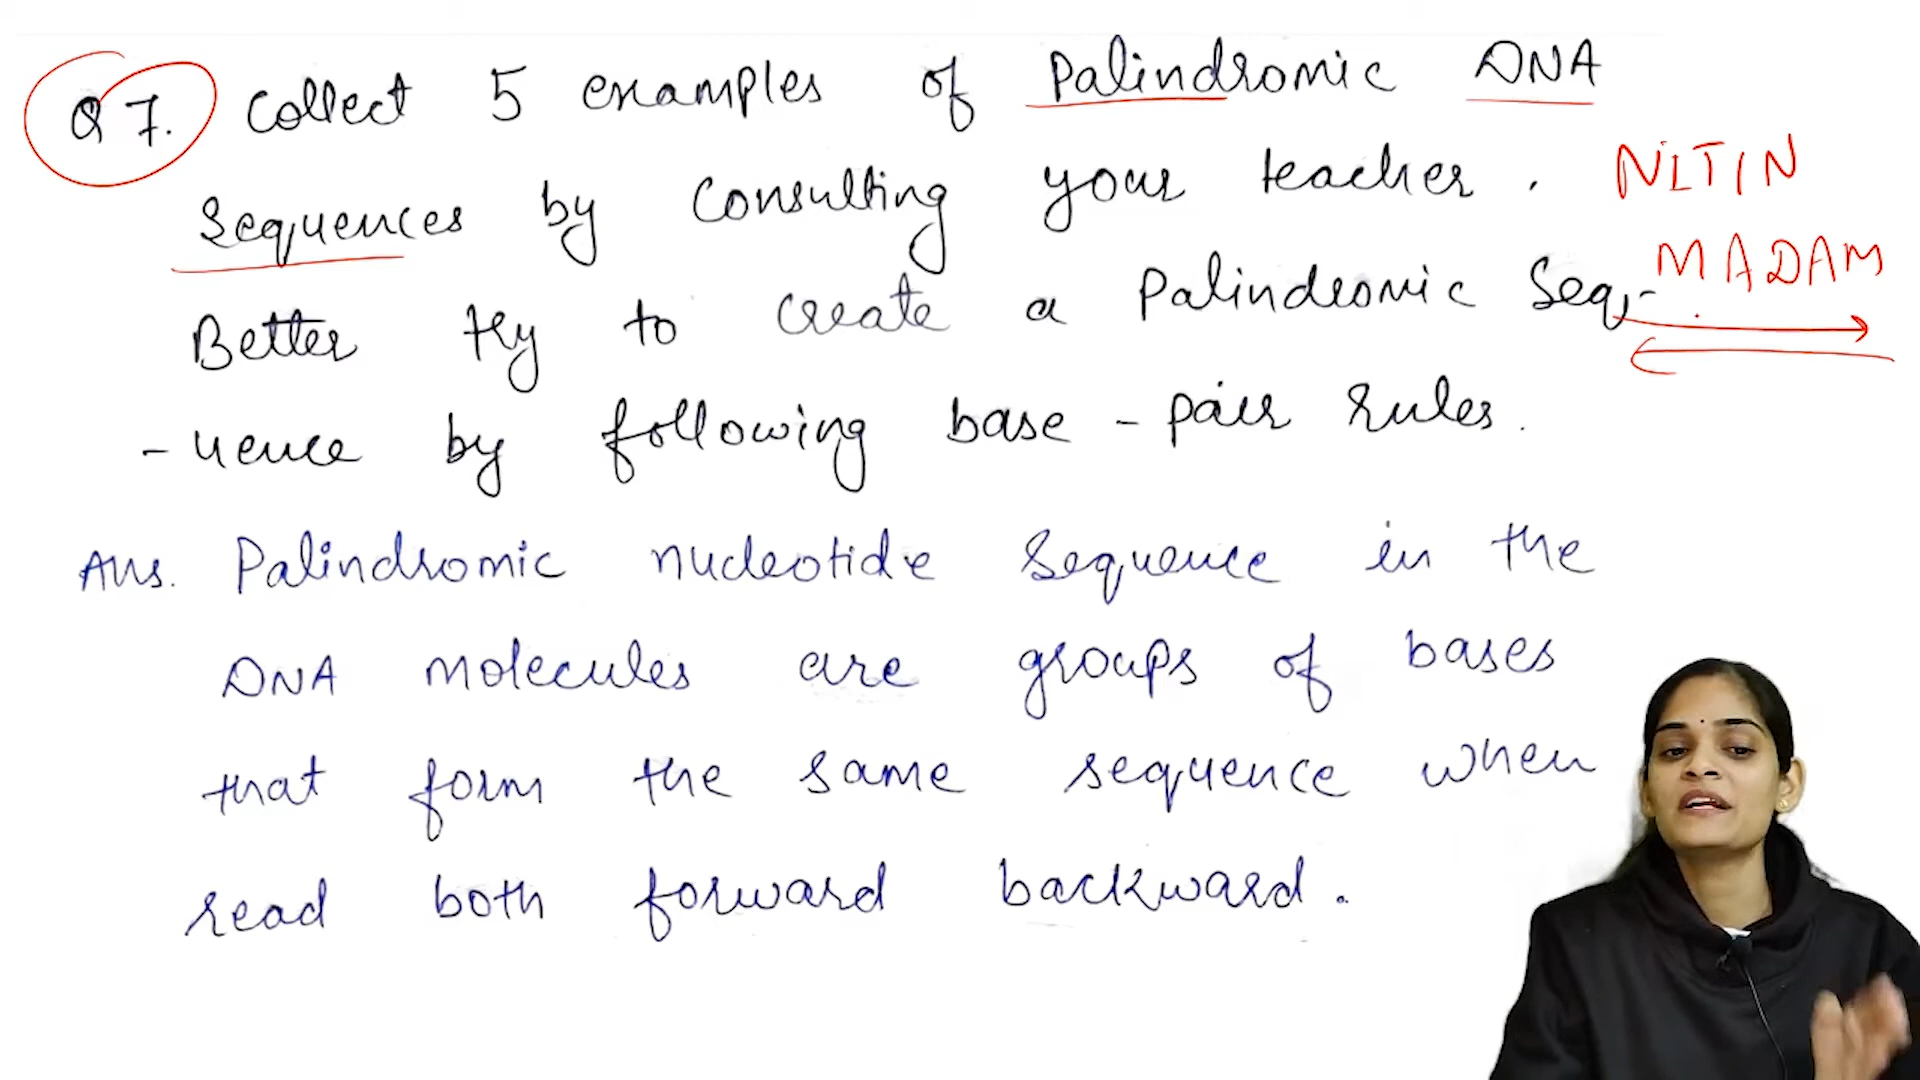 Q 7. Collect 5 examples of Palindromic DNA
Sequences by Consulting your teacher.
NITIN
MADAM
Better try to create a Palindromic Seq-
-uence by following base-pair rules.
Ans. Palindromic nucleotide Sequence in the
DNA molecules are groups of bases
that form the same sequence when
read both forward backward.